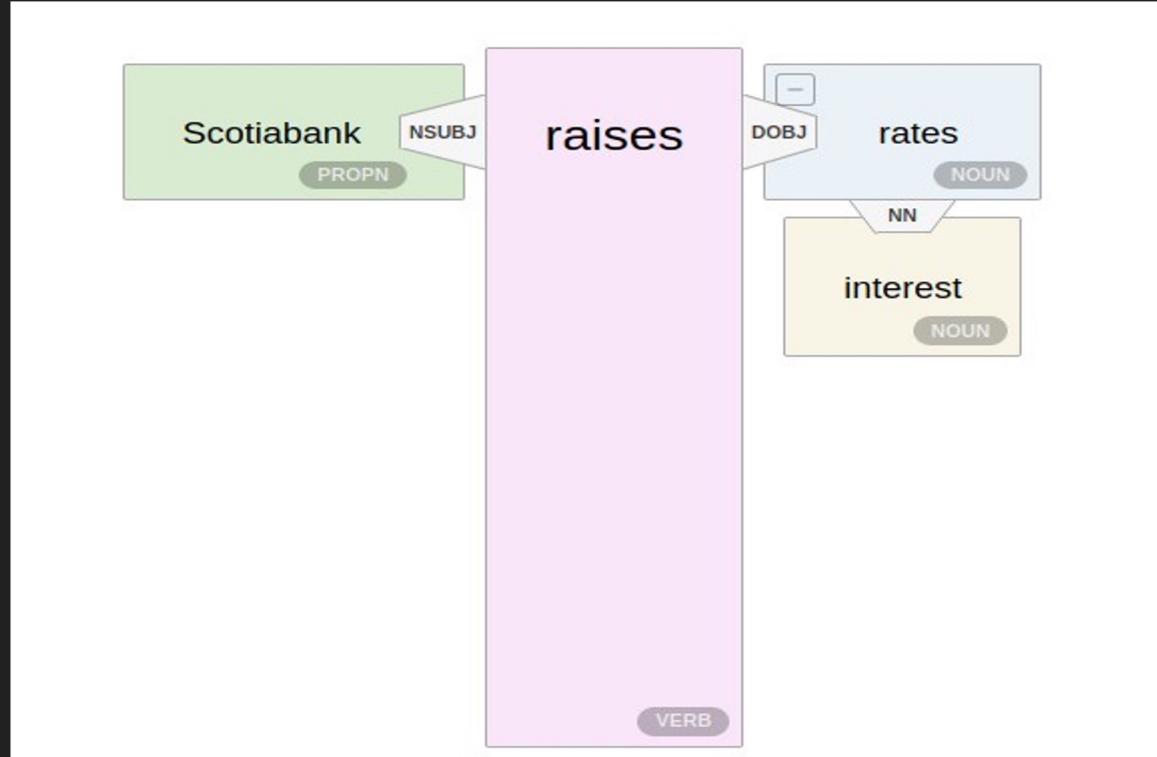 Scotiabank NSUBJ raises DOBJ rates
PROPN NOUN
NN
interest
NOUN
VERB